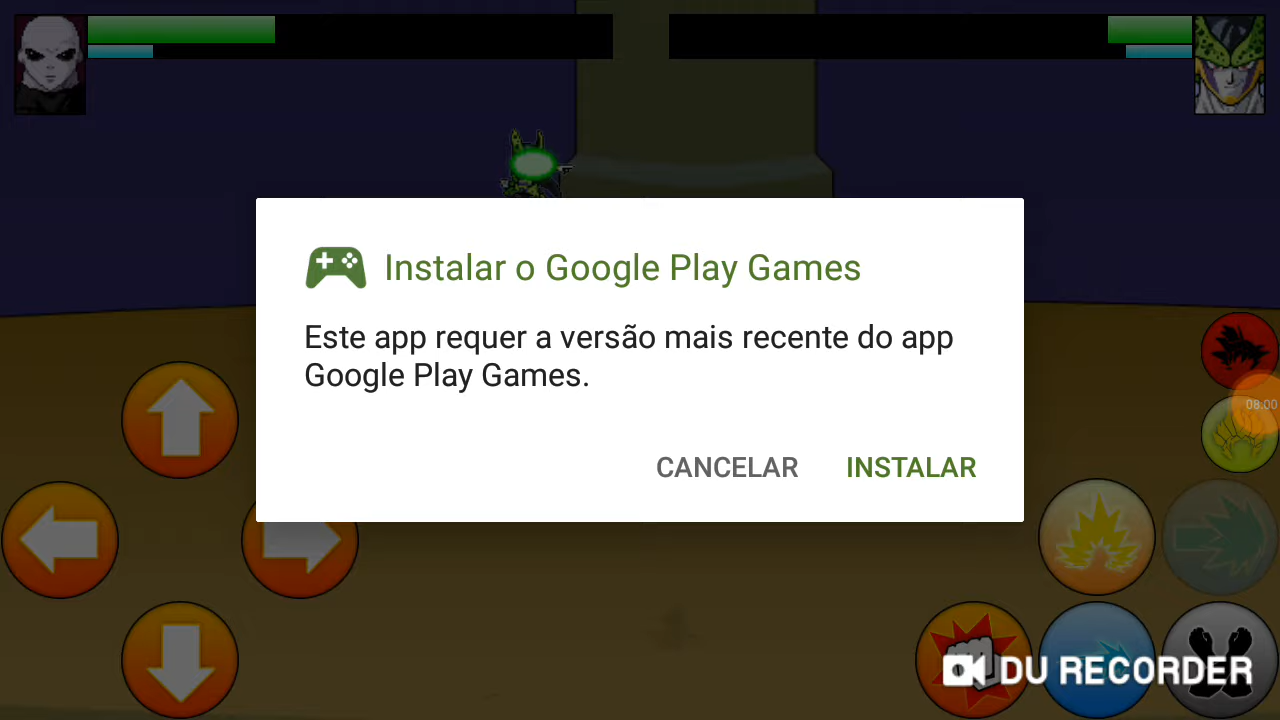 Instalar o Google Play Games
Este app requer a versão mais recente do app
Google Play Games.
08:00
CANCELAR INSTALAR
DU RECORDER